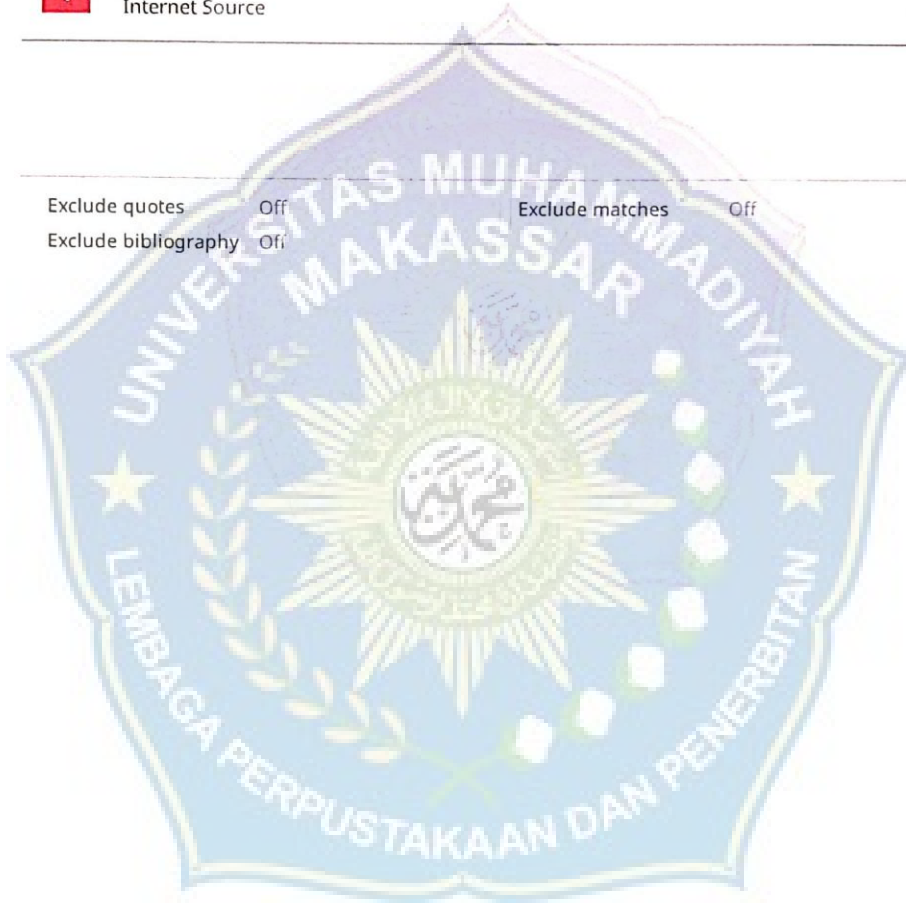 Internet Source
Exclude quotes Off
Exclude matches Off
Exclude bibliography Off
UNIVERSITAS MUHAMMADIYAH
MAKASSAR
LEMBAGA PERPUSTAKAAN DAN PENERBITAN